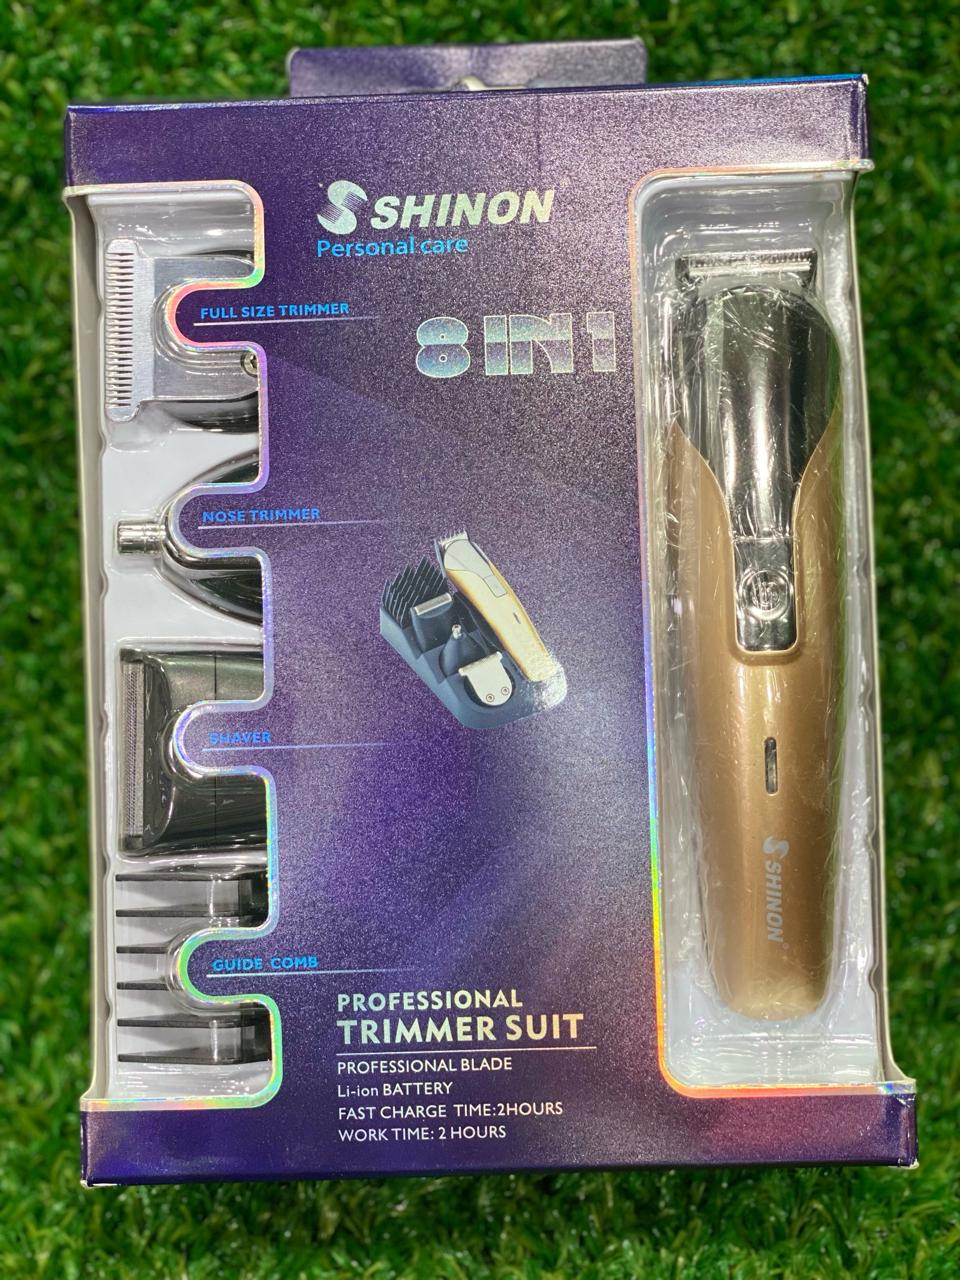 SHINON
Personal care
8 IN 1
FULL SIZE TRIMMER
NOSE TRIMMER
SHAVER
GUIDE COMB
PROFESSIONAL
TRIMMER SUIT
PROFESSIONAL BLADE
Li-ion BATTERY
FAST CHARGE TIME:2HOURS
WORK TIME: 2 HOURS
SHINON